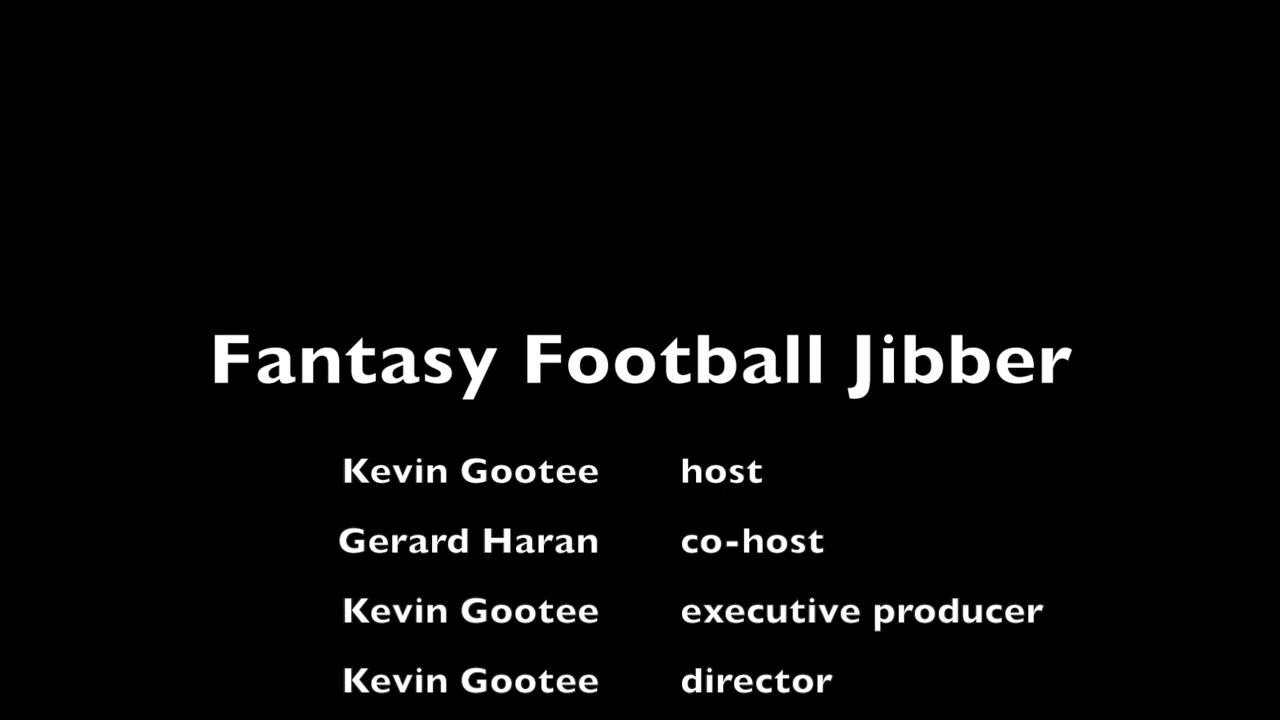 Fantasy Football Jibber
Kevin Gootee host
Gerard Haran co-host
Kevin Gootee executive producer
Kevin Gootee director